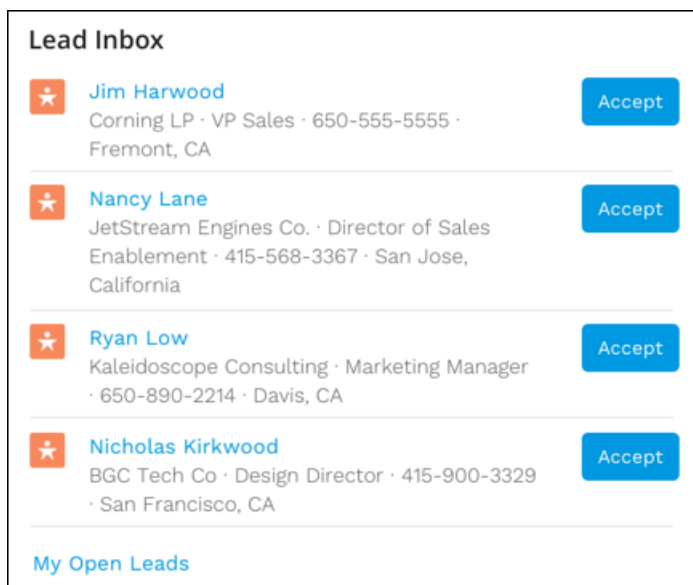 Lead Inbox
Jim Harwood
Accept
Corning LP · VP Sales · 650-555-5555 ·
Fremont, CA
Nancy Lane
Accept
JetStream Engines Co. · Director of Sales
Enablement · 415-568-3367 · San Jose,
California
Ryan Low
Accept
Kaleidoscope Consulting · Marketing Manager
· 650-890-2214 · Davis, CA
Nicholas Kirkwood
Accept
BGC Tech Co · Design Director · 415-900-3329
· San Francisco, CA
My Open Leads